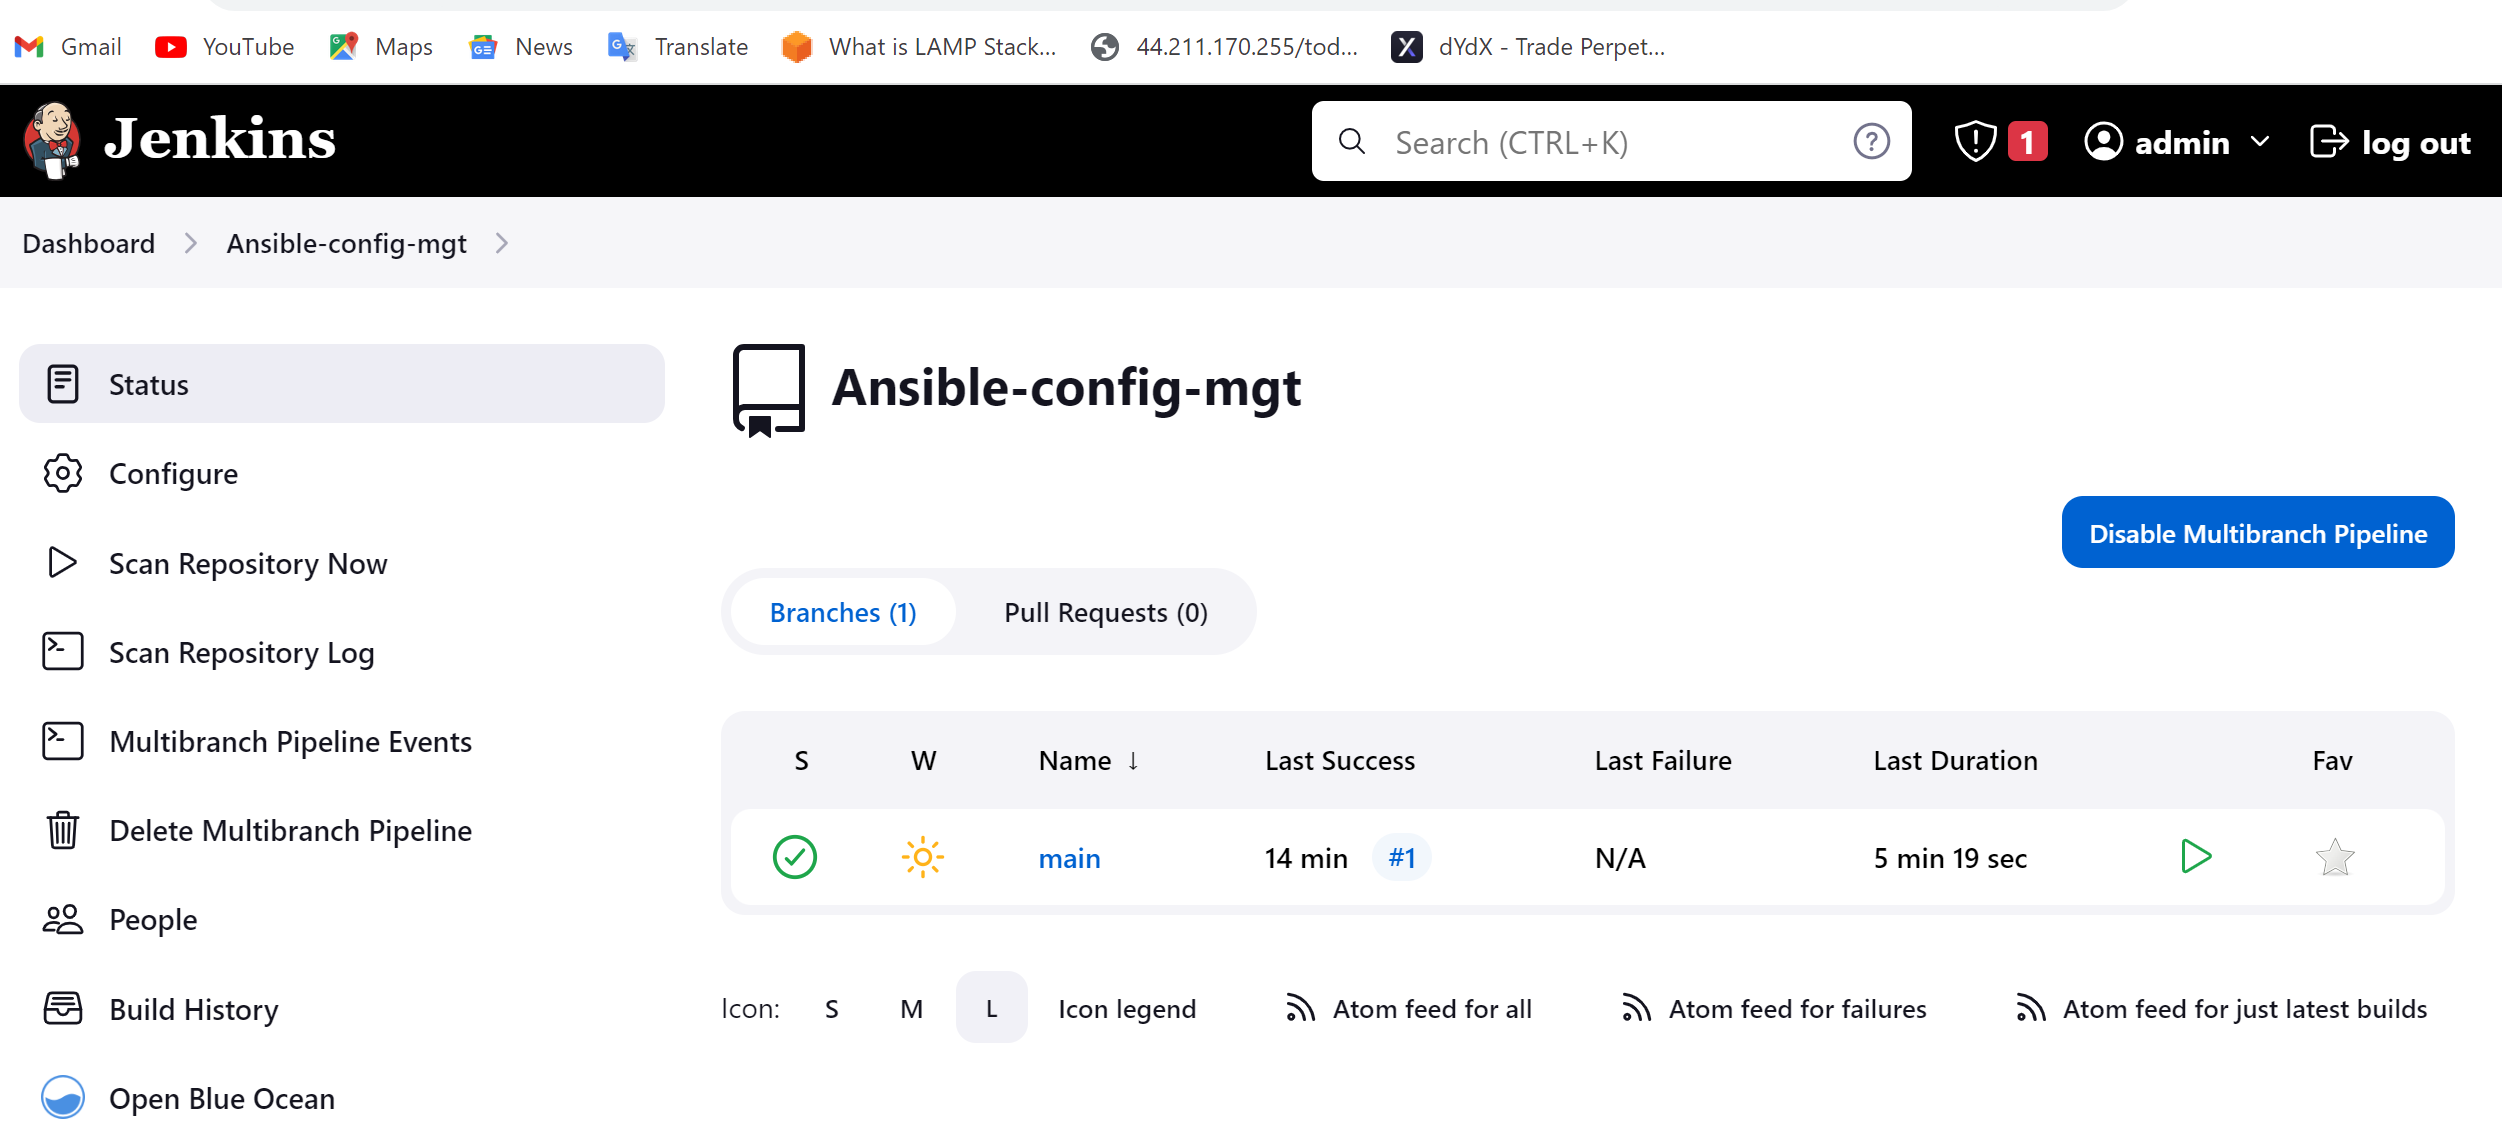 Gmail YouTube Maps News Translate What is LAMP Stack... 44.211.170.255/tod... dYdX - Trade Perpet...
Jenkins Search (CTRL+K) 1 admin log out
Dashboard Ansible-config-mgt
Status
Configure
Scan Repository Now
Scan Repository Log
Multibranch Pipeline Events
Delete Multibranch Pipeline
People
Build History
Open Blue Ocean
Ansible-config-mgt
Disable Multibranch Pipeline
Branches (1) Pull Requests (0)
S W Name ↓ Last Success Last Failure Last Duration Fav
main 14 min #1 N/A 5 min 19 sec
Icon: S M L Icon legend Atom feed for all Atom feed for failures Atom feed for just latest builds